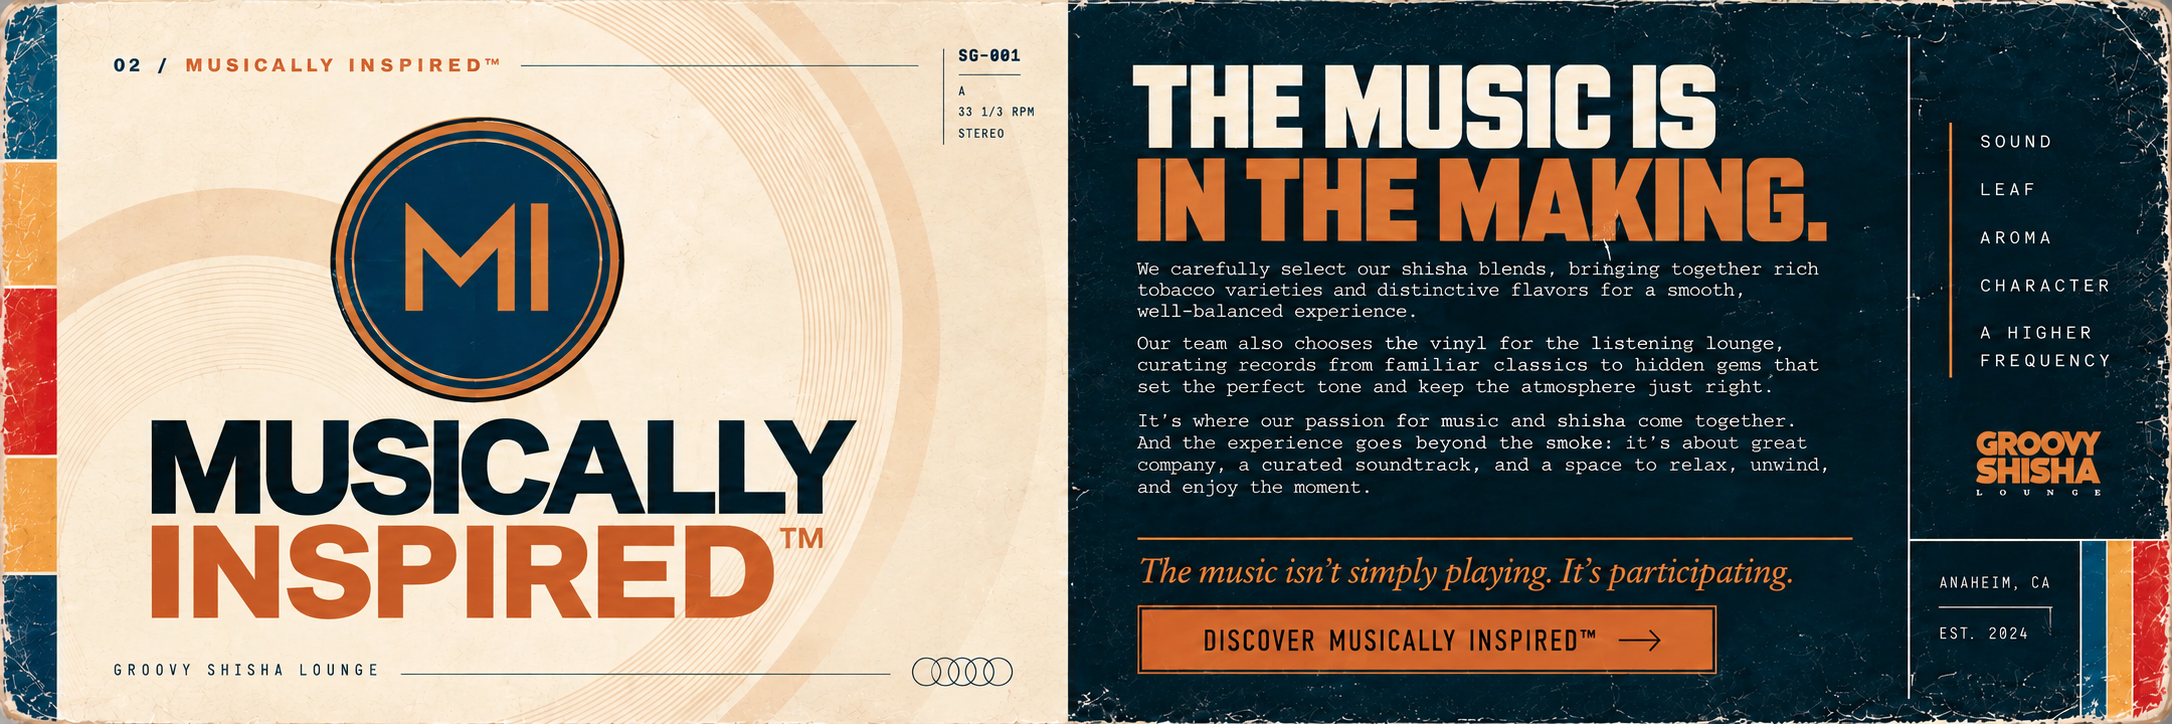 02 / MUSICALLY INSPIRED™
SG-001
A
33 1/3 RPM
STEREO
MI
MUSICALLY
INSPIRED™
GROOVY SHISHA LOUNGE
THE MUSIC IS
IN THE MAKING.
We carefully select our shisha blends, bringing together rich
tobacco varieties and distinctive flavors for a smooth,
well-balanced experience.
Our team also chooses the vinyl for the listening lounge,
curating records from familiar classics to hidden gems that
set the perfect tone and keep the atmosphere just right.
It's where our passion for music and shisha come together.
And the experience goes beyond the smoke: it's about great
company, a curated soundtrack, and a space to relax, unwind,
and enjoy the moment.
The music isn't simply playing. It's participating.
DISCOVER MUSICALLY INSPIRED™ →
SOUND
LEAF
AROMA
CHARACTER
A HIGHER
FREQUENCY
GROOVY
SHISHA
LOUNGE
ANAHEIM, CA
EST. 2024